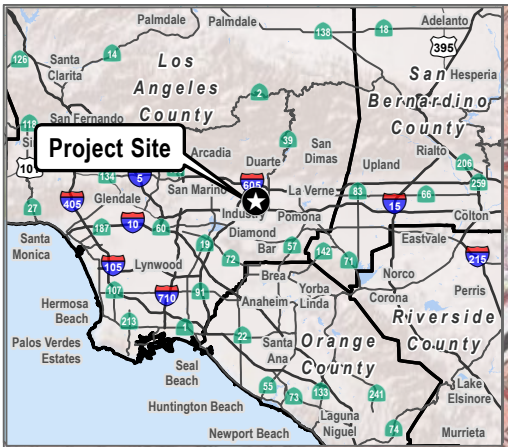 Palmdale
Palmdale
Adelanto
138
18
395
126
Santa
Clarita
14
Los
Angeles
County
2
San
Bernardino
County
Hesperia
118
San Fernando
39
Project Site
Arcadia
Duarte
San
Dimas
Upland
Rialto
206
101
134
5
605
San Marino
La Verne
83
66
259
27
405
Glendale
10
Industry
Pomona
15
Colton
Santa
Monica
187
60
19
Diamond
Bar
57
142
71
Eastvale
215
105
Lynwood
72
Brea
Norco
Perris
Hermosa
Beach
107
710
91
Anaheim
Yorba
Linda
Corona
Riverside
County
Palos Verdes
Estates
213
1
22
Santa
Ana
Orange
County
Seal
Beach
55
73
133
241
Lake
Elsinore
Huntington Beach
Laguna
Niguel
74
Newport Beach
Murrieta